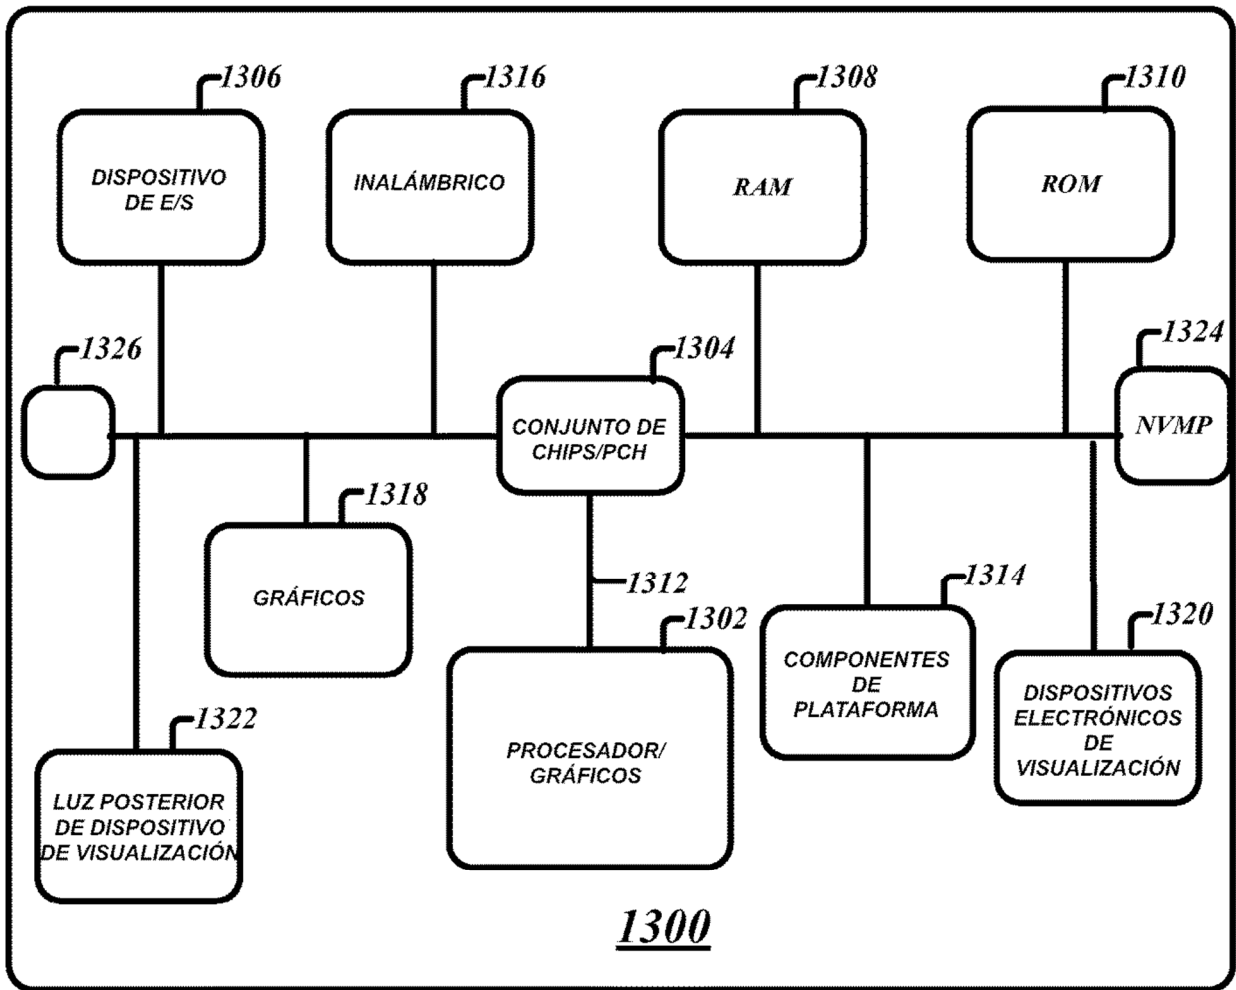 1306
1316
1308
1310
DISPOSITIVO
DE E/S
INALÁMBRICO
RAM
ROM
1326
1304
1324
CONJUNTO DE
CHIPS/PCH
NVMP
1318
GRÁFICOS
1312
1314
1302
1320
COMPONENTES
DE
PLATAFORMA
DISPOSITIVOS
ELECTRÓNICOS
DE
VISUALIZACIÓN
1322
PROCESADOR/
GRÁFICOS
LUZ POSTERIOR
DE DISPOSITIVO
DE VISUALIZACIÓN
1300